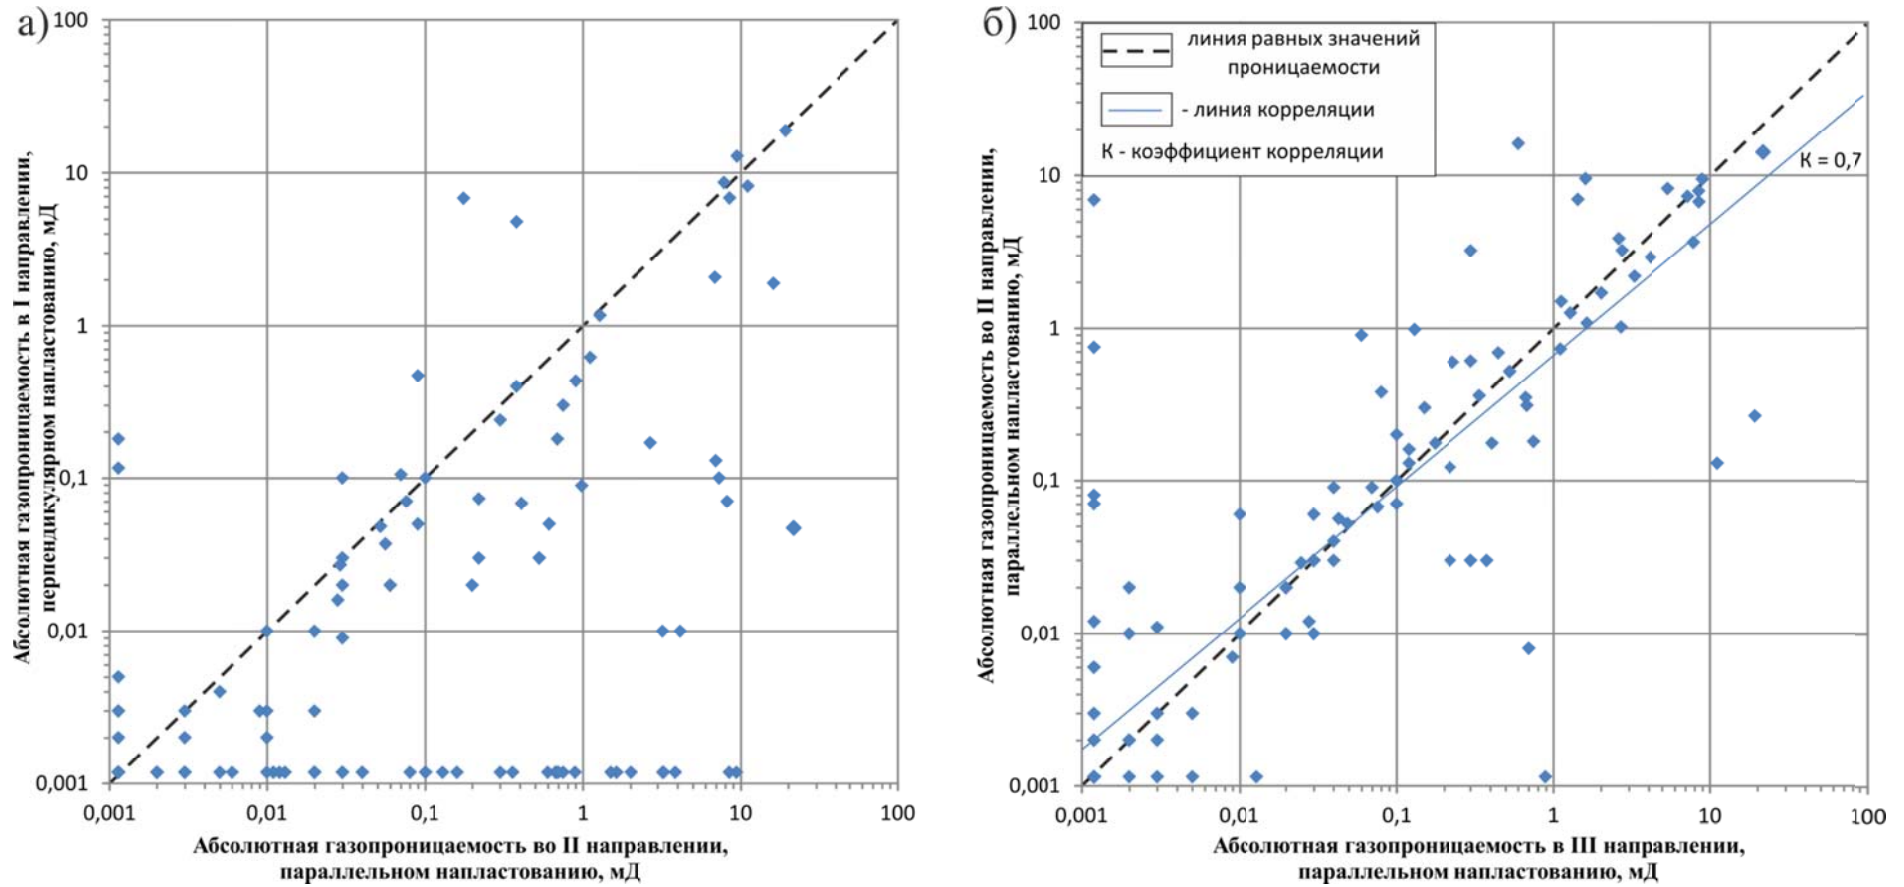 а)
100
10
1
0,1
0,01
0,001
0,001
0,01
0,1
1
10
100
Абсолютная газопроницаемость в I направлении,
перпендикулярном напластованию, мД
Абсолютная газопроницаемость во II направлении,
параллельном напластованию, мД
б)
100
10
1
0,1
0,01
0,001
0,001
0,01
0,1
1
10
100
линия равных значений
проницаемости
- линия корреляции
К - коэффициент корреляции
К = 0,7
Абсолютная газопроницаемость во II направлении,
параллельном напластованию, мД
Абсолютная газопроницаемость в III направлении,
параллельном напластованию, мД